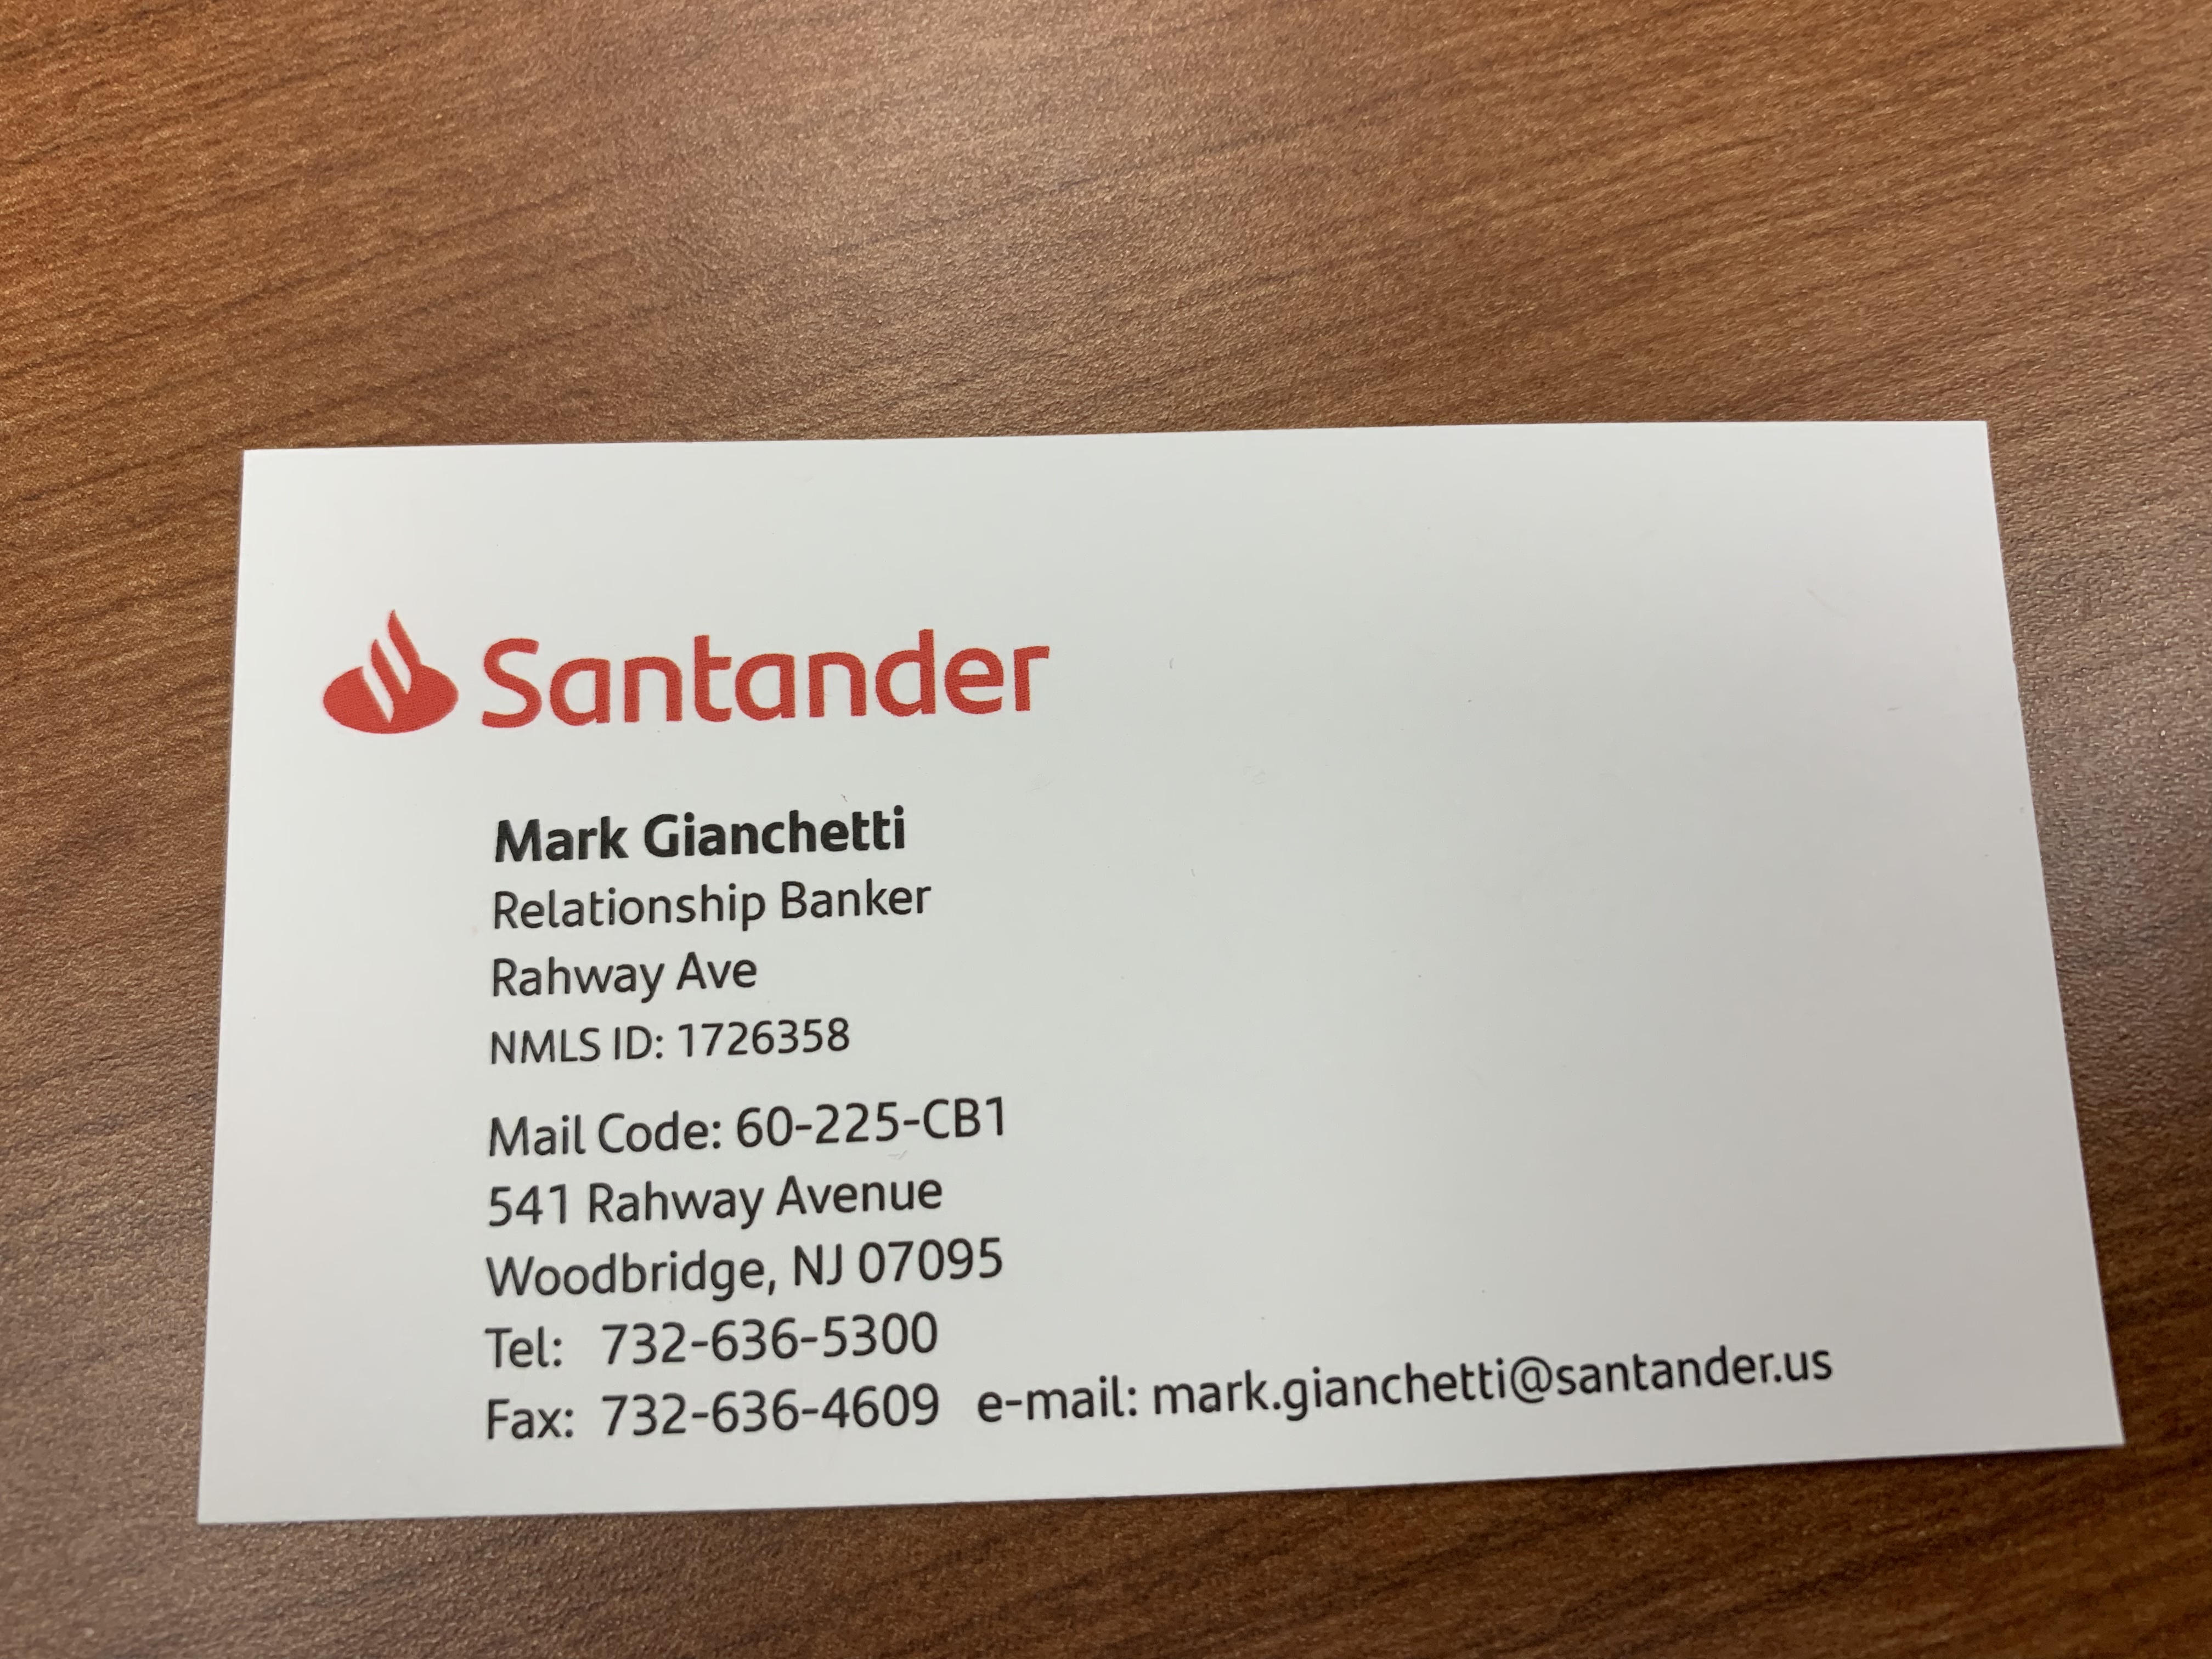 Santander
Mark Gianchetti
Relationship Banker
Rahway Ave
NMLS ID: 1726358
Mail Code: 60-225-CB1
541 Rahway Avenue
Woodbridge, NJ 07095
Tel: 732-636-5300
Fax: 732-636-4609 e-mail: mark.gianchetti@santander.us